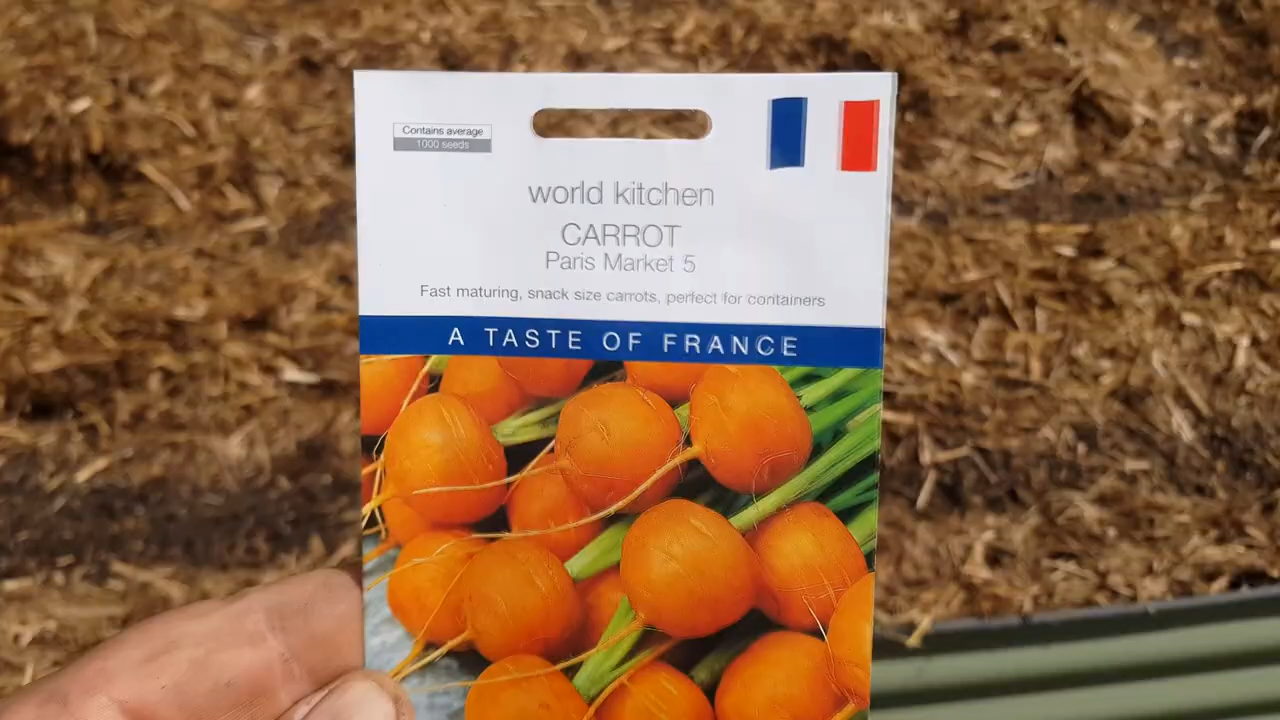 Contains average
1000 seeds
world kitchen
CARROT
Paris Market 5
Fast maturing, snack size carrots, perfect for containers
A TASTE OF FRANCE